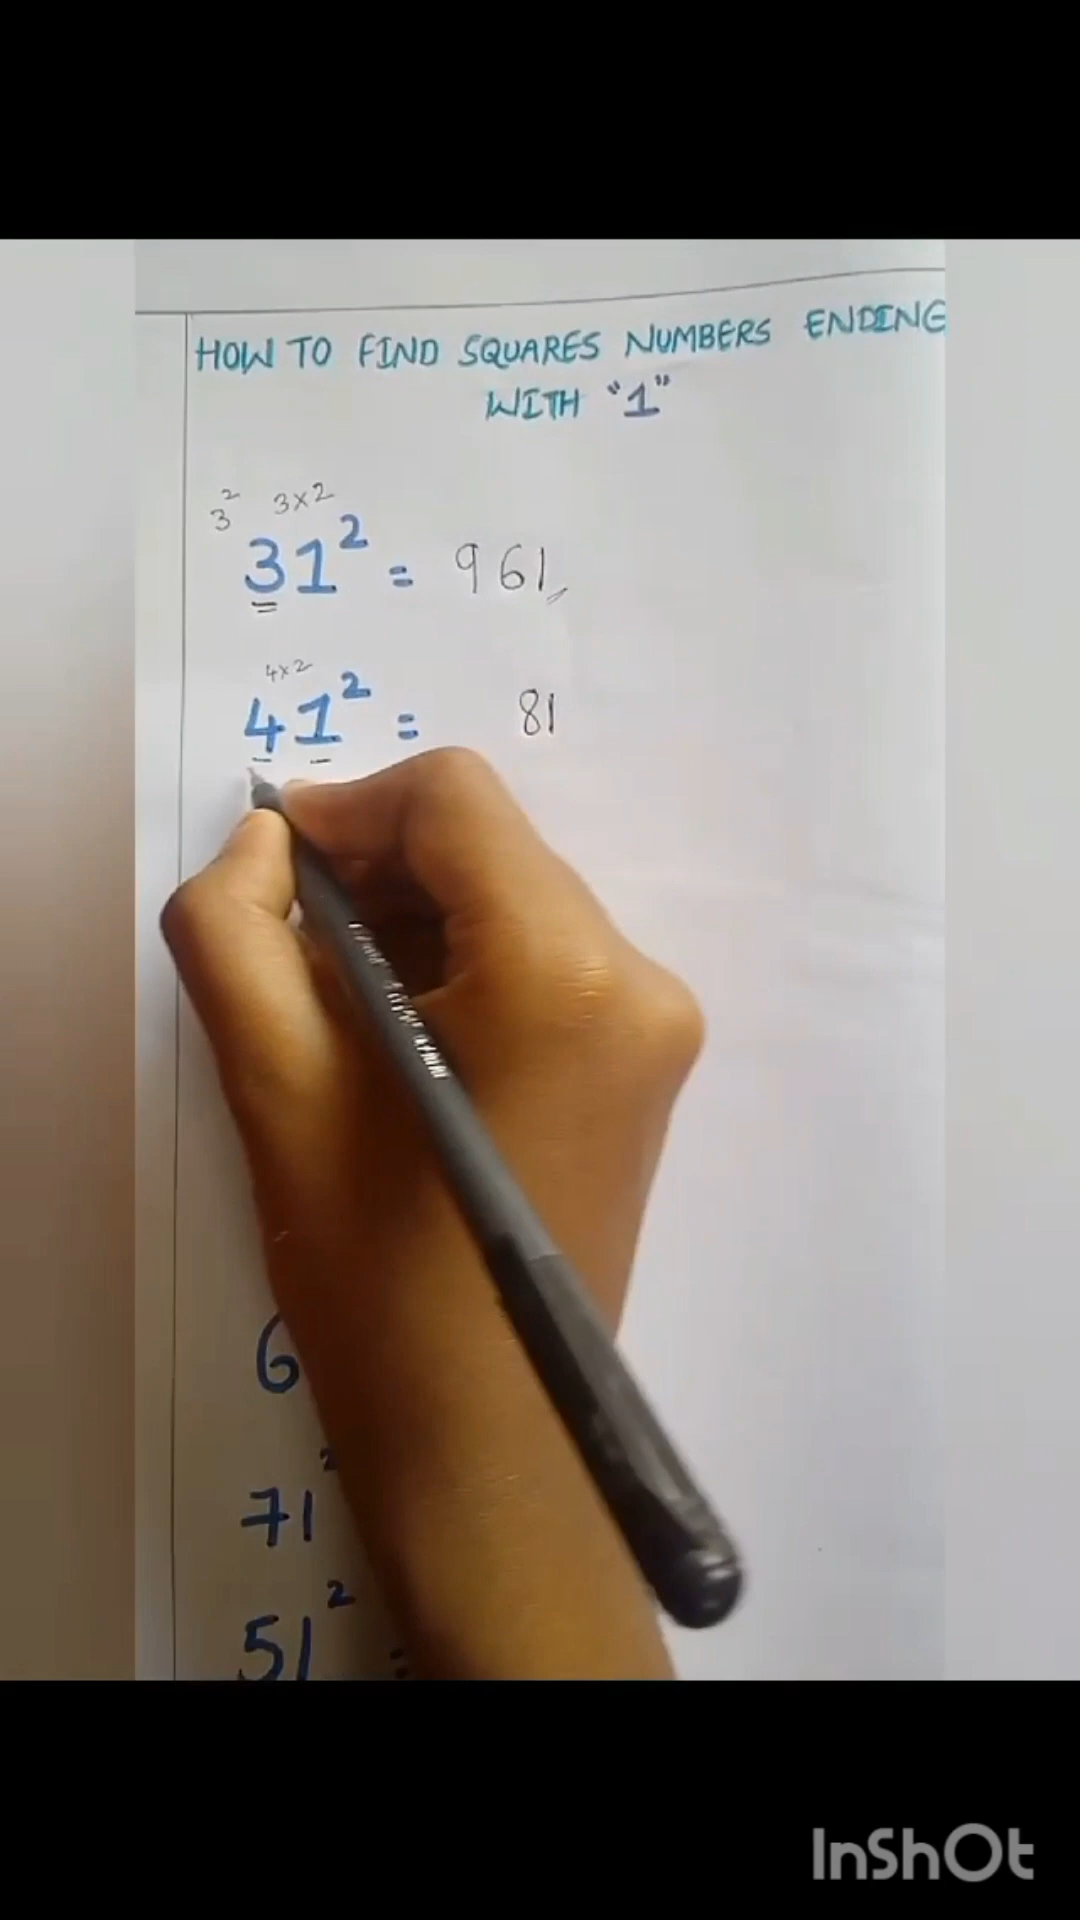 HOW TO FIND SQUARES NUMBERS ENDING
WITH "1"
3² 3×2
31² = 961
4×2
41² = 81
6
71²
51² =
InShOt